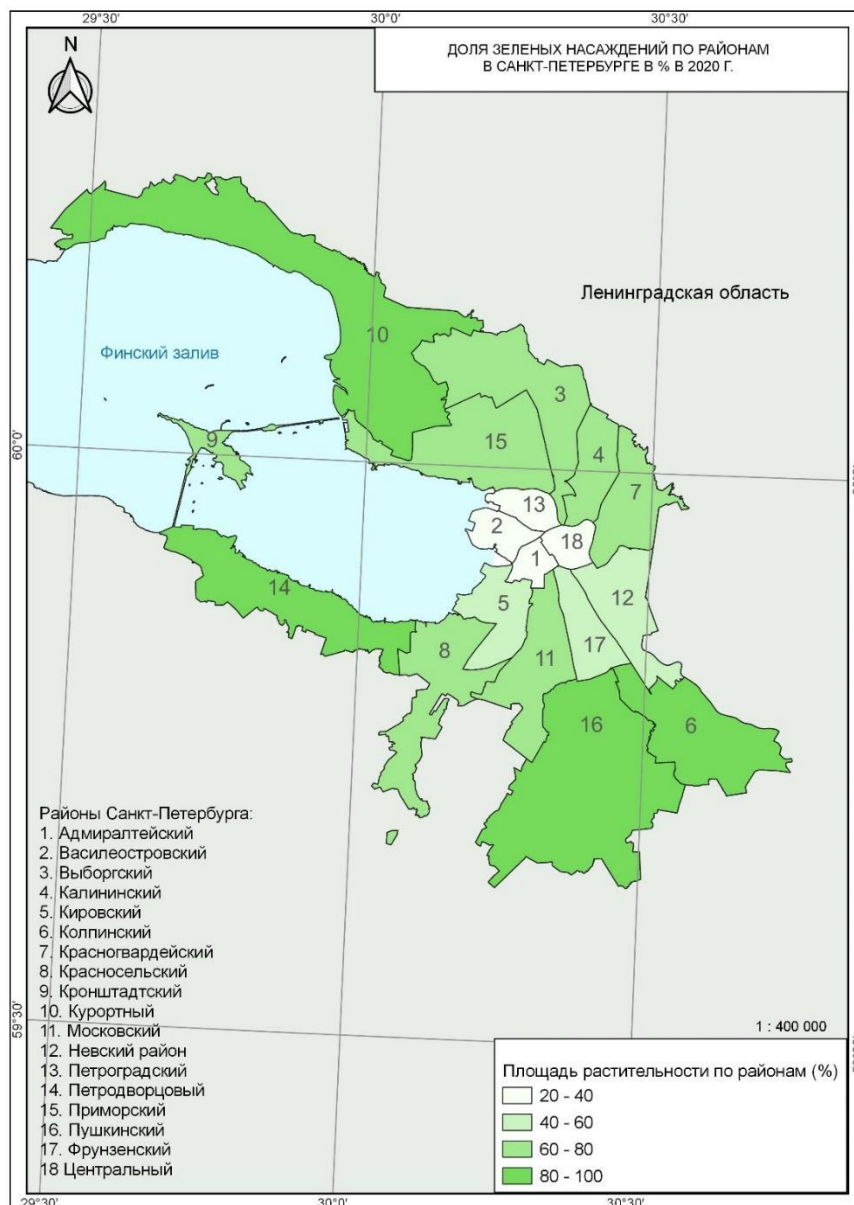 29°30'
30°0'
30°30'
N
ДОЛЯ ЗЕЛЕНЫХ НАСАЖДЕНИЙ ПО РАЙОНАМ
В САНКТ-ПЕТЕРБУРГЕ В % В 2020 Г.
Ленинградская область
10
Финский залив
3
9
15
4
60°0'
7
13
2
18
1
14
5
12
8
11
17
16
6
Районы Санкт-Петербурга:
1. Адмиралтейский
2. Василеостровский
3. Выборгский
4. Калининский
5. Кировский
6. Колпинский
7. Красногвардейский
8. Красносельский
9. Кронштадтский
10. Курортный
11. Московский
12. Невский район
13. Петроградский
14. Петродворцовый
15. Приморский
16. Пушкинский
17. Фрунзенский
18 Центральный
59°30'
1 : 400 000
Площадь растительности по районам (%)
20 - 40
40 - 60
60 - 80
80 - 100
29°30'
30°0'
30°30'